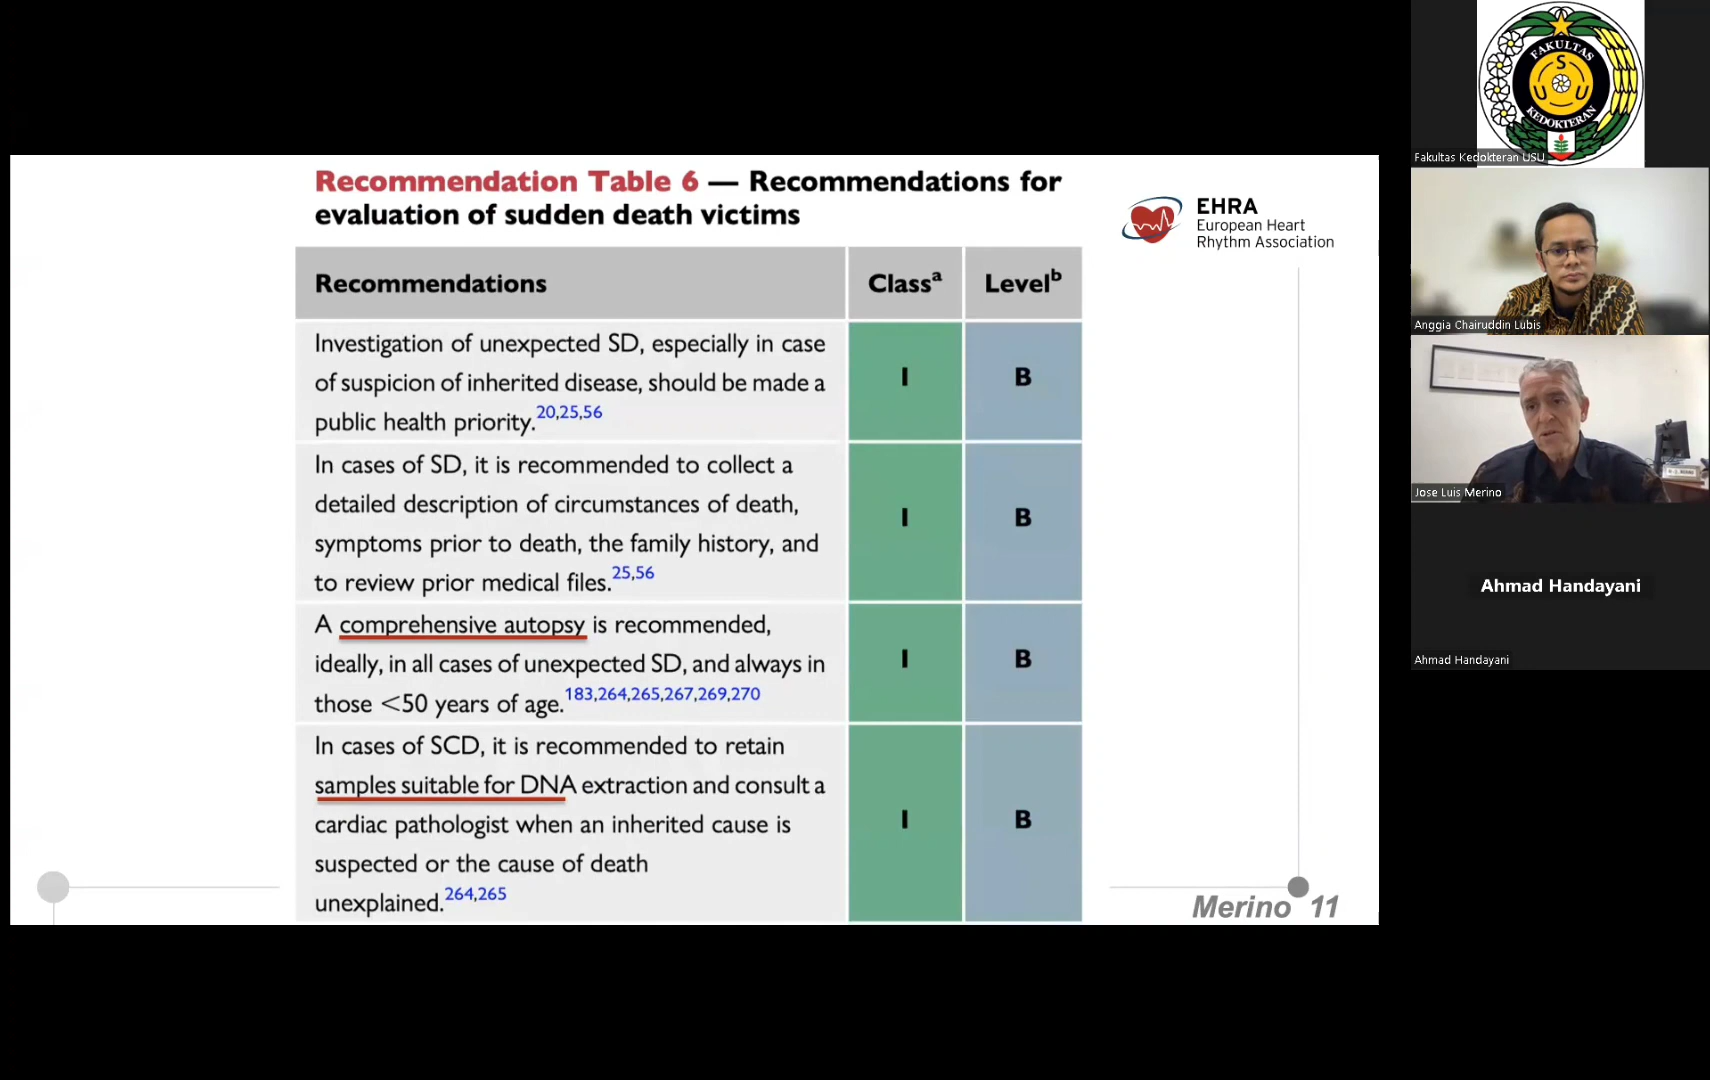 Recommendation Table 6 — Recommendations for
evaluation of sudden death victims
EHRA
European Heart
Rhythm Association
Recommendations Classᵃ Levelᵇ
Investigation of unexpected SD, especially in case
of suspicion of inherited disease, should be made a
public health priority.20,25,56
I B
In cases of SD, it is recommended to collect a
detailed description of circumstances of death,
symptoms prior to death, the family history, and
to review prior medical files.25,56
I B
A comprehensive autopsy is recommended,
ideally, in all cases of unexpected SD, and always in
those <50 years of age.183,264,265,267,269,270
I B
In cases of SCD, it is recommended to retain
samples suitable for DNA extraction and consult a
cardiac pathologist when an inherited cause is
suspected or the cause of death
unexplained.264,265
I B
Merino 11
FAKULTAS
S
U U
KEDOKTERAN
Fakultas Kedokteran USU
Anggia Chairuddin Lubis
Jose Luis Merino
Ahmad Handayani
Ahmad Handayani